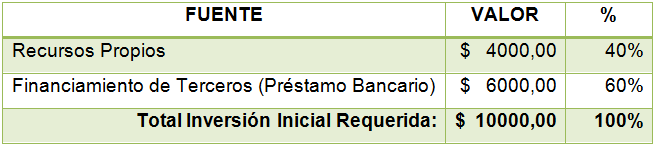 FUENTE VALOR %
Recursos Propios $ 4000,00 40%
Financiamiento de Terceros (Préstamo Bancario) $ 6000,00 60%
Total Inversión Inicial Requerida: $ 10000,00 100%